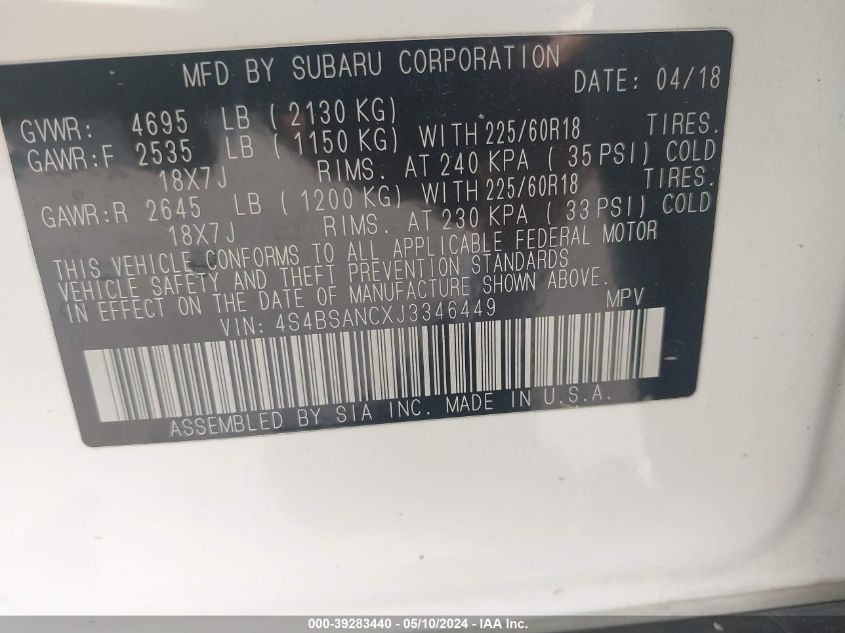 MFD BY SUBARU CORPORATION DATE: 04/18
GVWR: 4695 LB ( 2130 KG)
GAWR:F 2535 LB ( 1150 KG) WITH 225/60R18 TIRES.
18X7J RIMS. AT 240 KPA ( 35 PSI) COLD
GAWR:R 2645 LB ( 1200 KG) WITH 225/60R18 TIRES.
18X7J RIMS. AT 230 KPA ( 33 PSI) COLD
THIS VEHICLE CONFORMS TO ALL APPLICABLE FEDERAL MOTOR
VEHICLE SAFETY AND THEFT PREVENTION STANDARDS
IN EFFECT ON THE DATE OF MANUFACTURE SHOWN ABOVE.
VIN: 4S4BSANCXJ3346449 MPV
ASSEMBLED BY SIA INC. MADE IN U.S.A.
000-39283440 - 05/10/2024 - IAA, Inc.